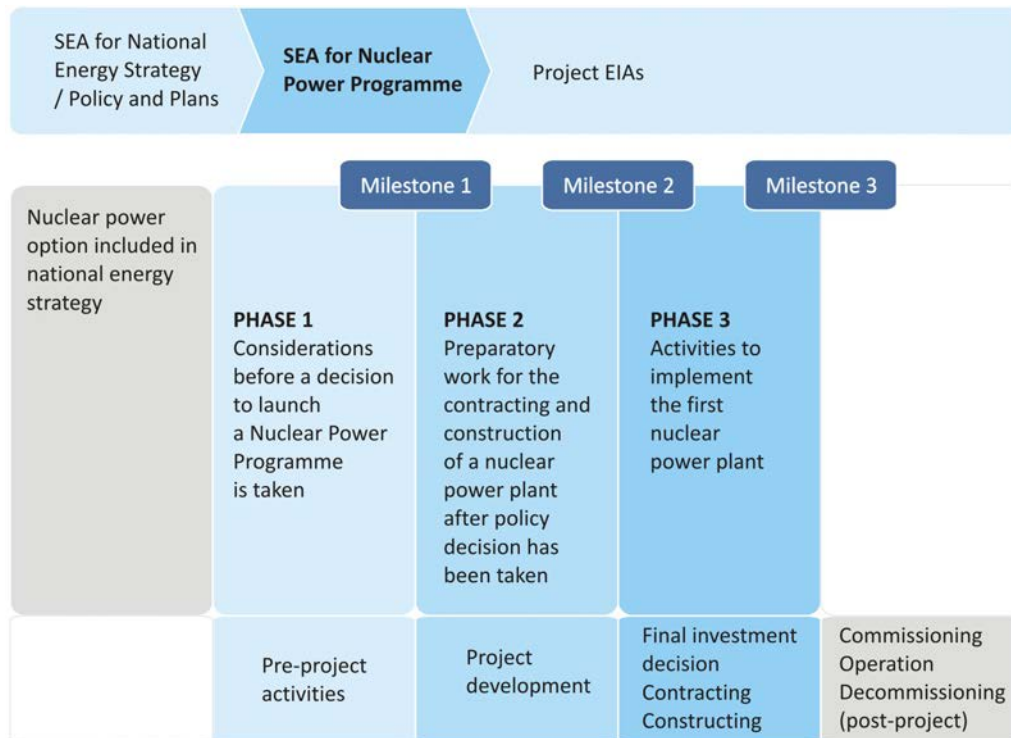 SEA for National
Energy Strategy
/ Policy and Plans
SEA for Nuclear
Power Programme
Project EIAs
Milestone 1
Milestone 2
Milestone 3
Nuclear power
option included in
national energy
strategy
PHASE 1
Considerations
before a decision
to launch
a Nuclear Power
Programme
is taken
PHASE 2
Preparatory
work for the
contracting and
construction
of a nuclear
power plant
after policy
decision has
been taken
PHASE 3
Activities to
implement
the first
nuclear
power plant
Pre-project
activities
Project
development
Final investment
decision
Contracting
Constructing
Commissioning
Operation
Decommissioning
(post-project)